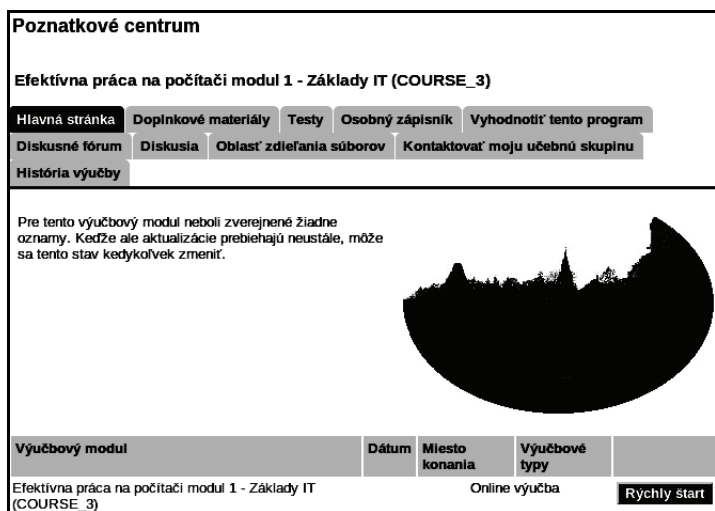 Poznatkové centrum
Efektívna práca na počítači modul 1 - Základy IT (COURSE_3)
Hlavná stránka Doplnkové materiály Testy Osobný zápisník Vyhodnotiť tento program
Diskusné fórum Diskusia Oblasť zdieľania súborov Kontaktovať moju učebnú skupinu
História výučby
Pre tento výučbový modul neboli zverejnené žiadne
oznamy. Keďže ale aktualizácie prebiehajú neustále, môže
sa tento stav kedykoľvek zmeniť.
Výučbový modul Dátum Miesto Výučbové
konania typy
Efektívna práca na počítači modul 1 - Základy IT Online výučba Rýchly štart
(COURSE_3)